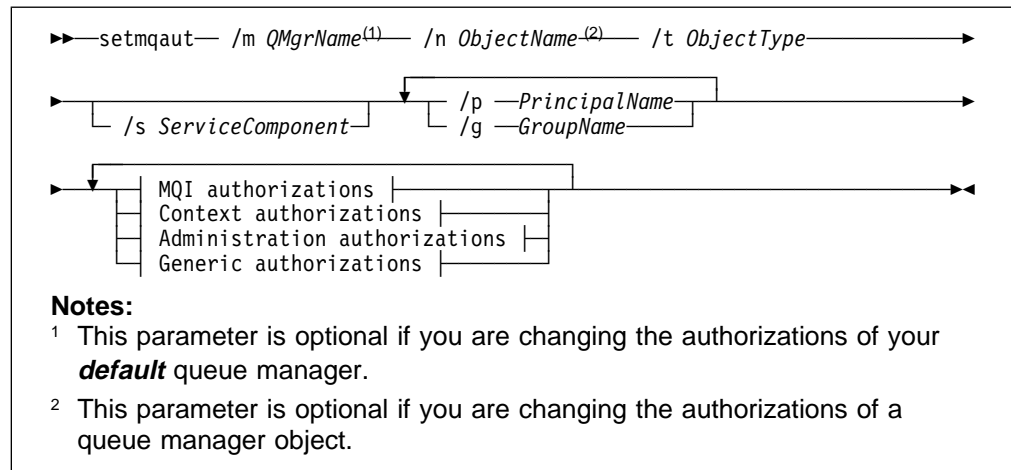 setmqaut /m QMgrName(1) /n ObjectName(2) /t ObjectType
/s ServiceComponent /p PrincipalName
/g GroupName
MQI authorizations
Context authorizations
Administration authorizations
Generic authorizations
Notes:
1 This parameter is optional if you are changing the authorizations of your
default queue manager.
2 This parameter is optional if you are changing the authorizations of a
queue manager object.